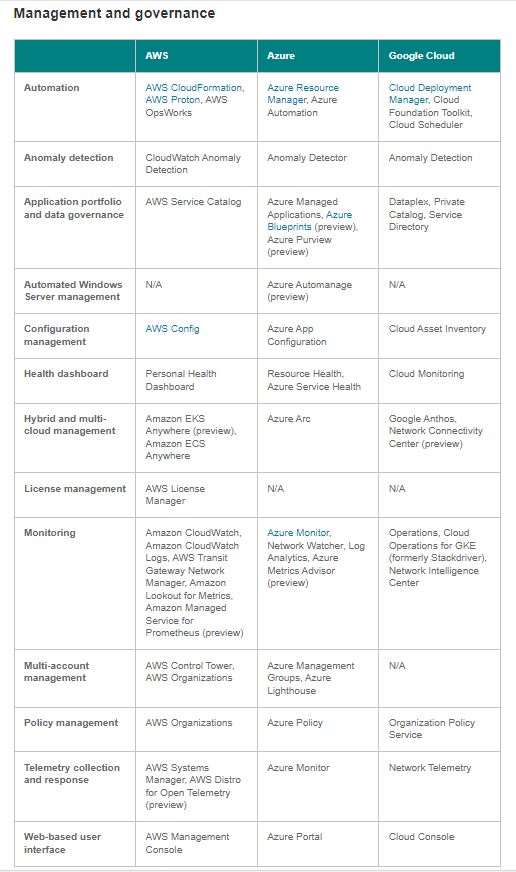 Management and governance
AWS Azure Google Cloud
Automation
AWS CloudFormation,
AWS Proton, AWS
OpsWorks
Azure Resource
Manager, Azure
Automation
Cloud Deployment
Manager, Cloud
Foundation Toolkit,
Cloud Scheduler
Anomaly detection
CloudWatch Anomaly
Detection
Anomaly Detector
Anomaly Detection
Application portfolio
and data governance
AWS Service Catalog
Azure Managed
Applications, Azure
Blueprints (preview),
Azure Purview
(preview)
Dataplex, Private
Catalog, Service
Directory
Automated Windows
Server management
N/A
Azure Automanage
(preview)
N/A
Configuration
management
AWS Config
Azure App
Configuration
Cloud Asset Inventory
Health dashboard
Personal Health
Dashboard
Resource Health,
Azure Service Health
Cloud Monitoring
Hybrid and multi-
cloud management
Amazon EKS
Anywhere (preview),
Amazon ECS
Anywhere
Azure Arc
Google Anthos,
Network Connectivity
Center (preview)
License management
AWS License
Manager
N/A
N/A
Monitoring
Amazon CloudWatch,
Amazon CloudWatch
Logs, AWS Transit
Gateway Network
Manager, Amazon
Lookout for Metrics,
Amazon Managed
Service for
Prometheus (preview)
Azure Monitor,
Network Watcher, Log
Analytics, Azure
Metrics Advisor
(preview)
Operations, Cloud
Operations for GKE
(formerly Stackdriver),
Network Intelligence
Center
Multi-account
management
AWS Control Tower,
AWS Organizations
Azure Management
Groups, Azure
Lighthouse
N/A
Policy management
AWS Organizations
Azure Policy
Organization Policy
Service
Telemetry collection
and response
AWS Systems
Manager, AWS Distro
for Open Telemetry
(preview)
Azure Monitor
Network Telemetry
Web-based user
interface
AWS Management
Console
Azure Portal
Cloud Console